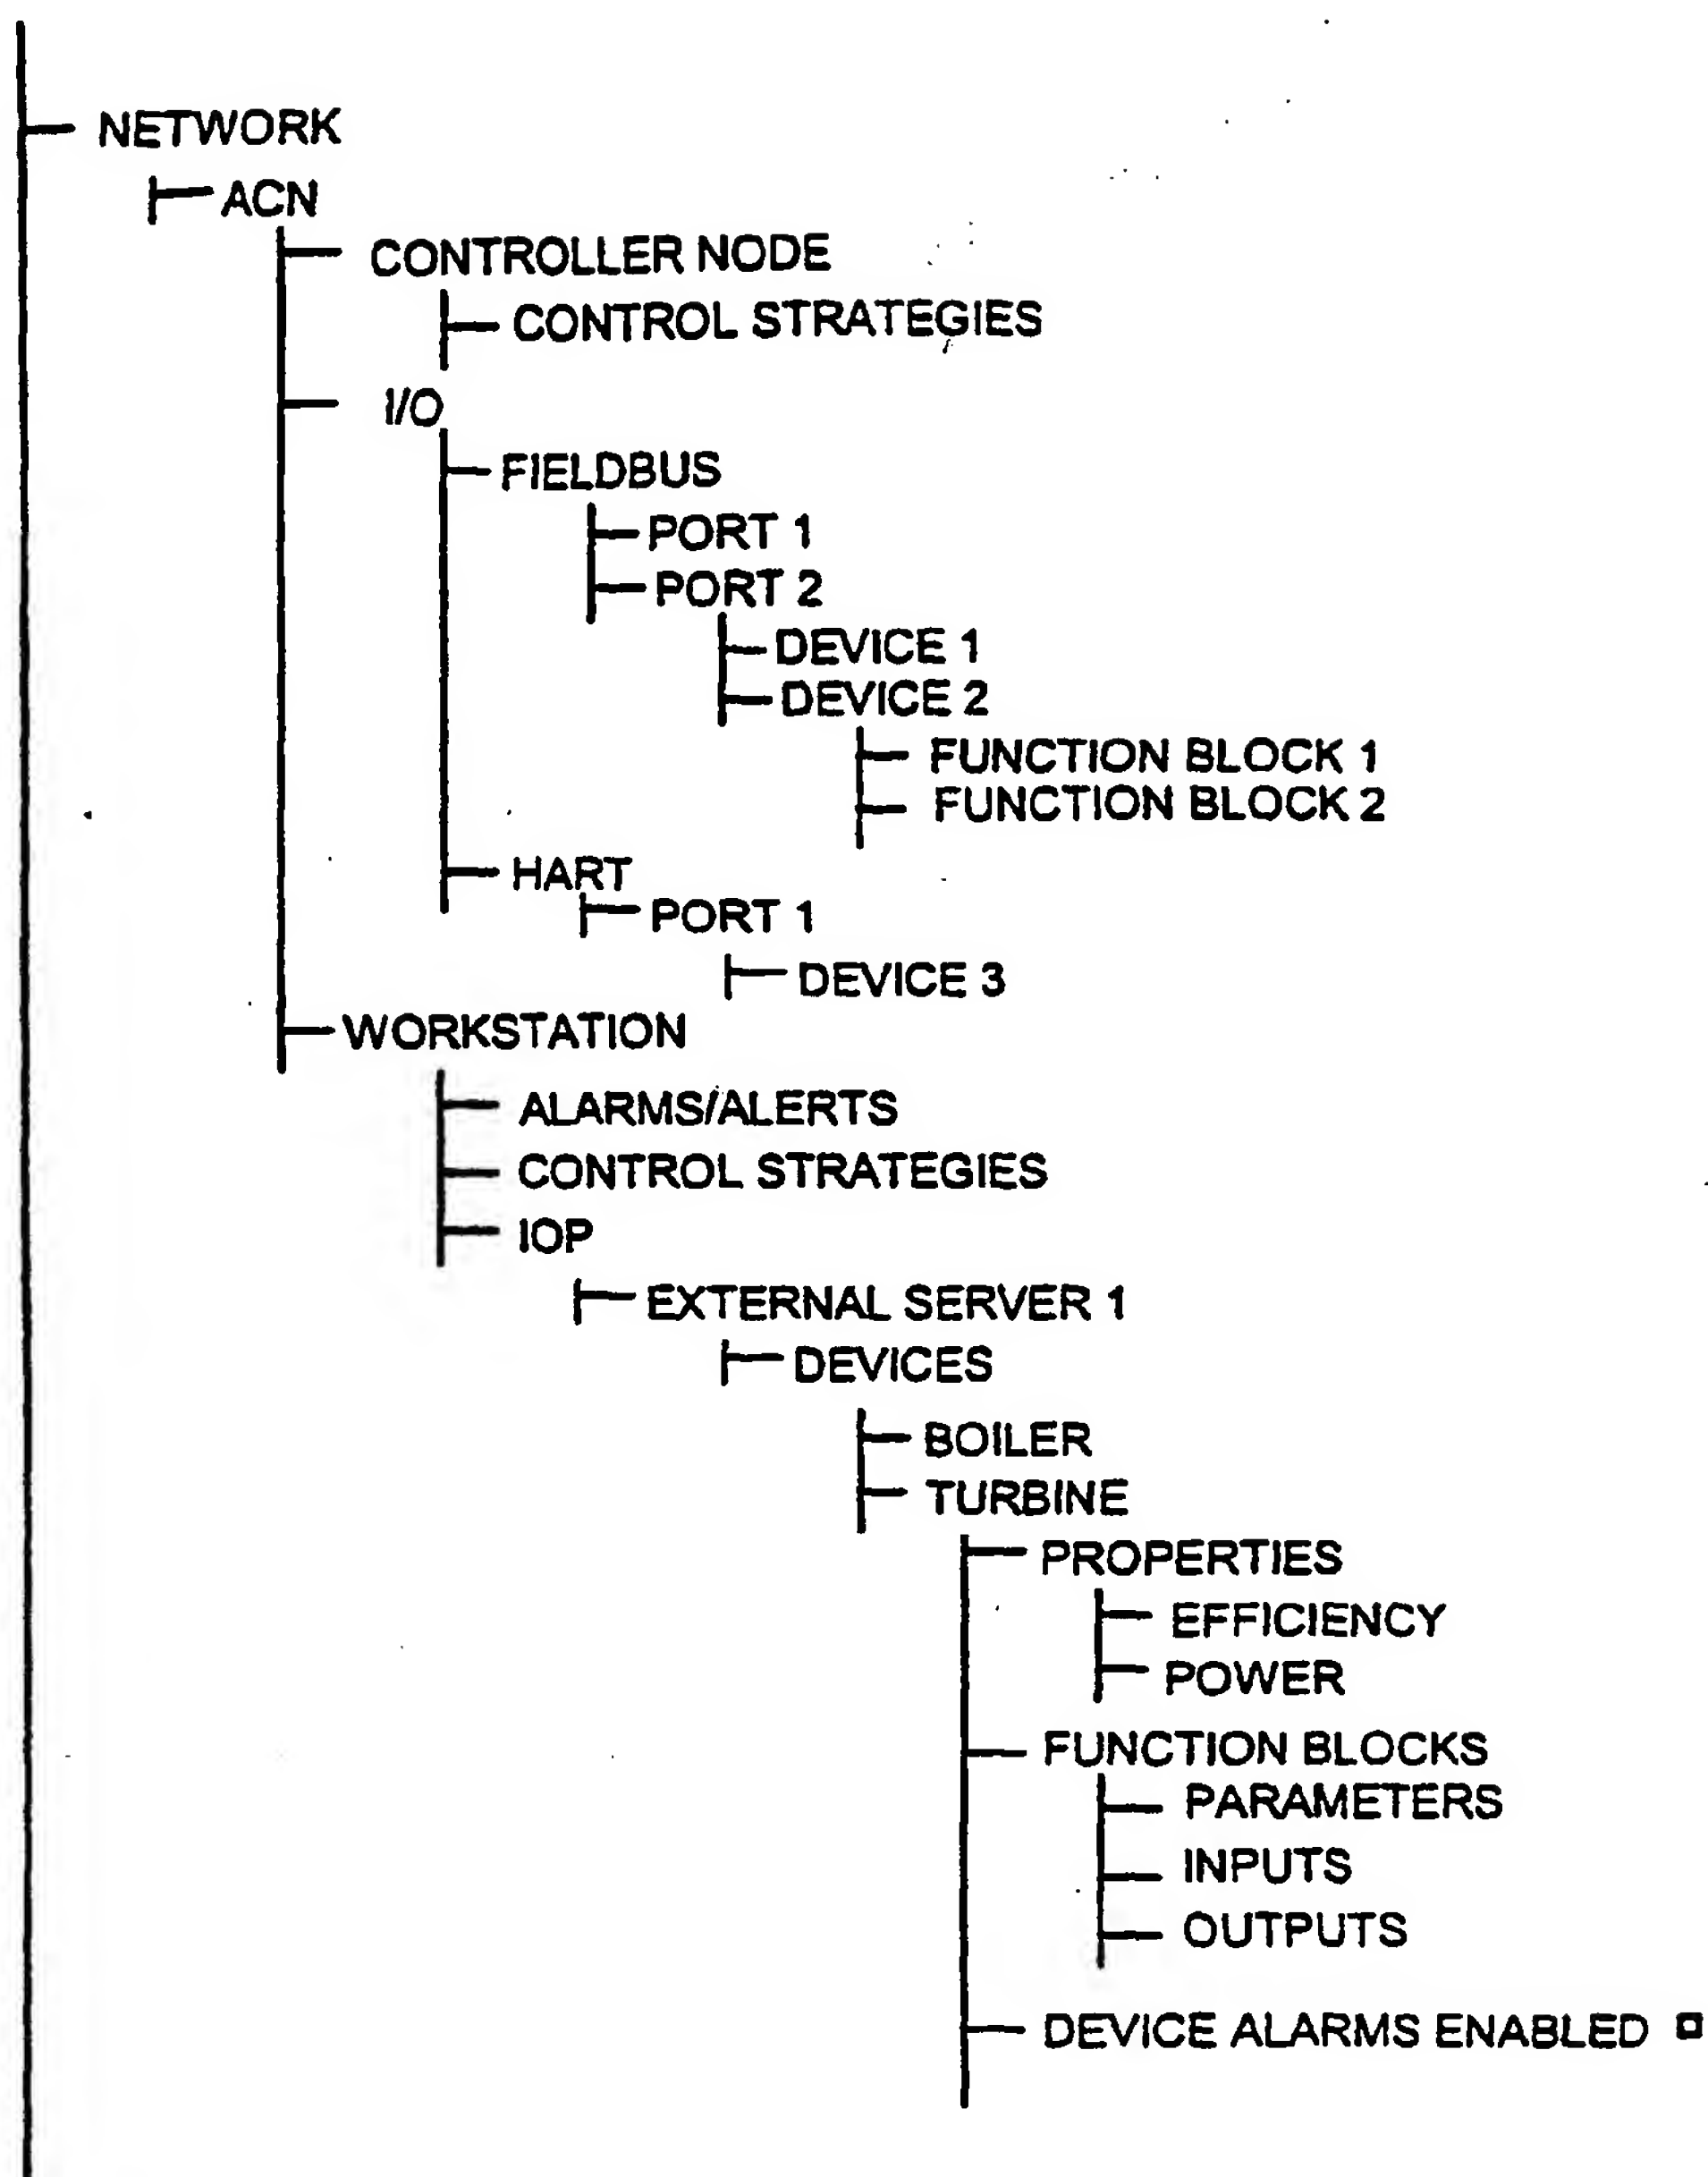 NETWORK
ACN
CONTROLLER NODE
CONTROL STRATEGIES
I/O
FIELDBUS
PORT 1
PORT 2
DEVICE 1
DEVICE 2
FUNCTION BLOCK 1
FUNCTION BLOCK 2
HART
PORT 1
DEVICE 3
WORKSTATION
ALARMS/ALERTS
CONTROL STRATEGIES
IOP
EXTERNAL SERVER 1
DEVICES
BOILER
TURBINE
PROPERTIES
EFFICIENCY
POWER
FUNCTION BLOCKS
PARAMETERS
INPUTS
OUTPUTS
DEVICE ALARMS ENABLED